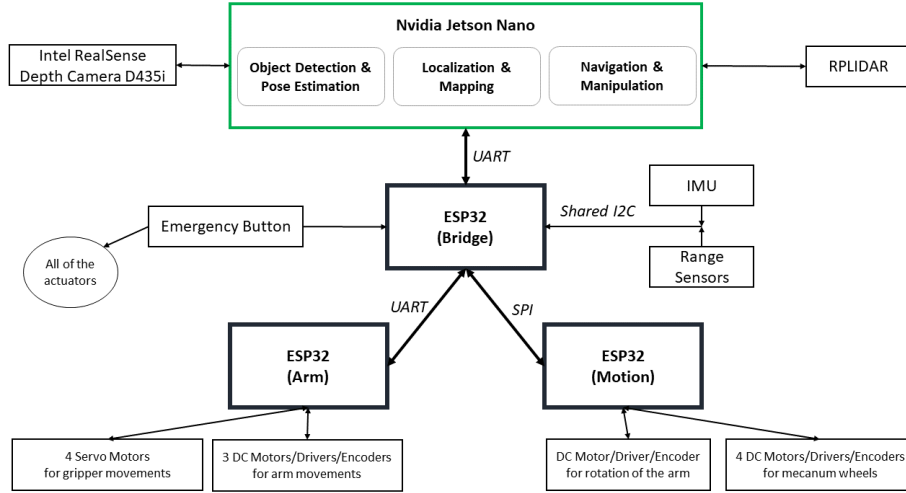 Nvidia Jetson Nano
Intel RealSense
Depth Camera D435i
Object Detection &
Pose Estimation
Localization &
Mapping
Navigation &
Manipulation
RPLIDAR
UART
IMU
Shared I2C
ESP32
(Bridge)
Emergency Button
Range
Sensors
All of the
actuators
UART
SPI
ESP32
(Arm)
ESP32
(Motion)
4 Servo Motors
for gripper movements
3 DC Motors/Drivers/Encoders
for arm movements
DC Motor/Driver/Encoder
for rotation of the arm
4 DC Motors/Drivers/Encoders
for mecanum wheels